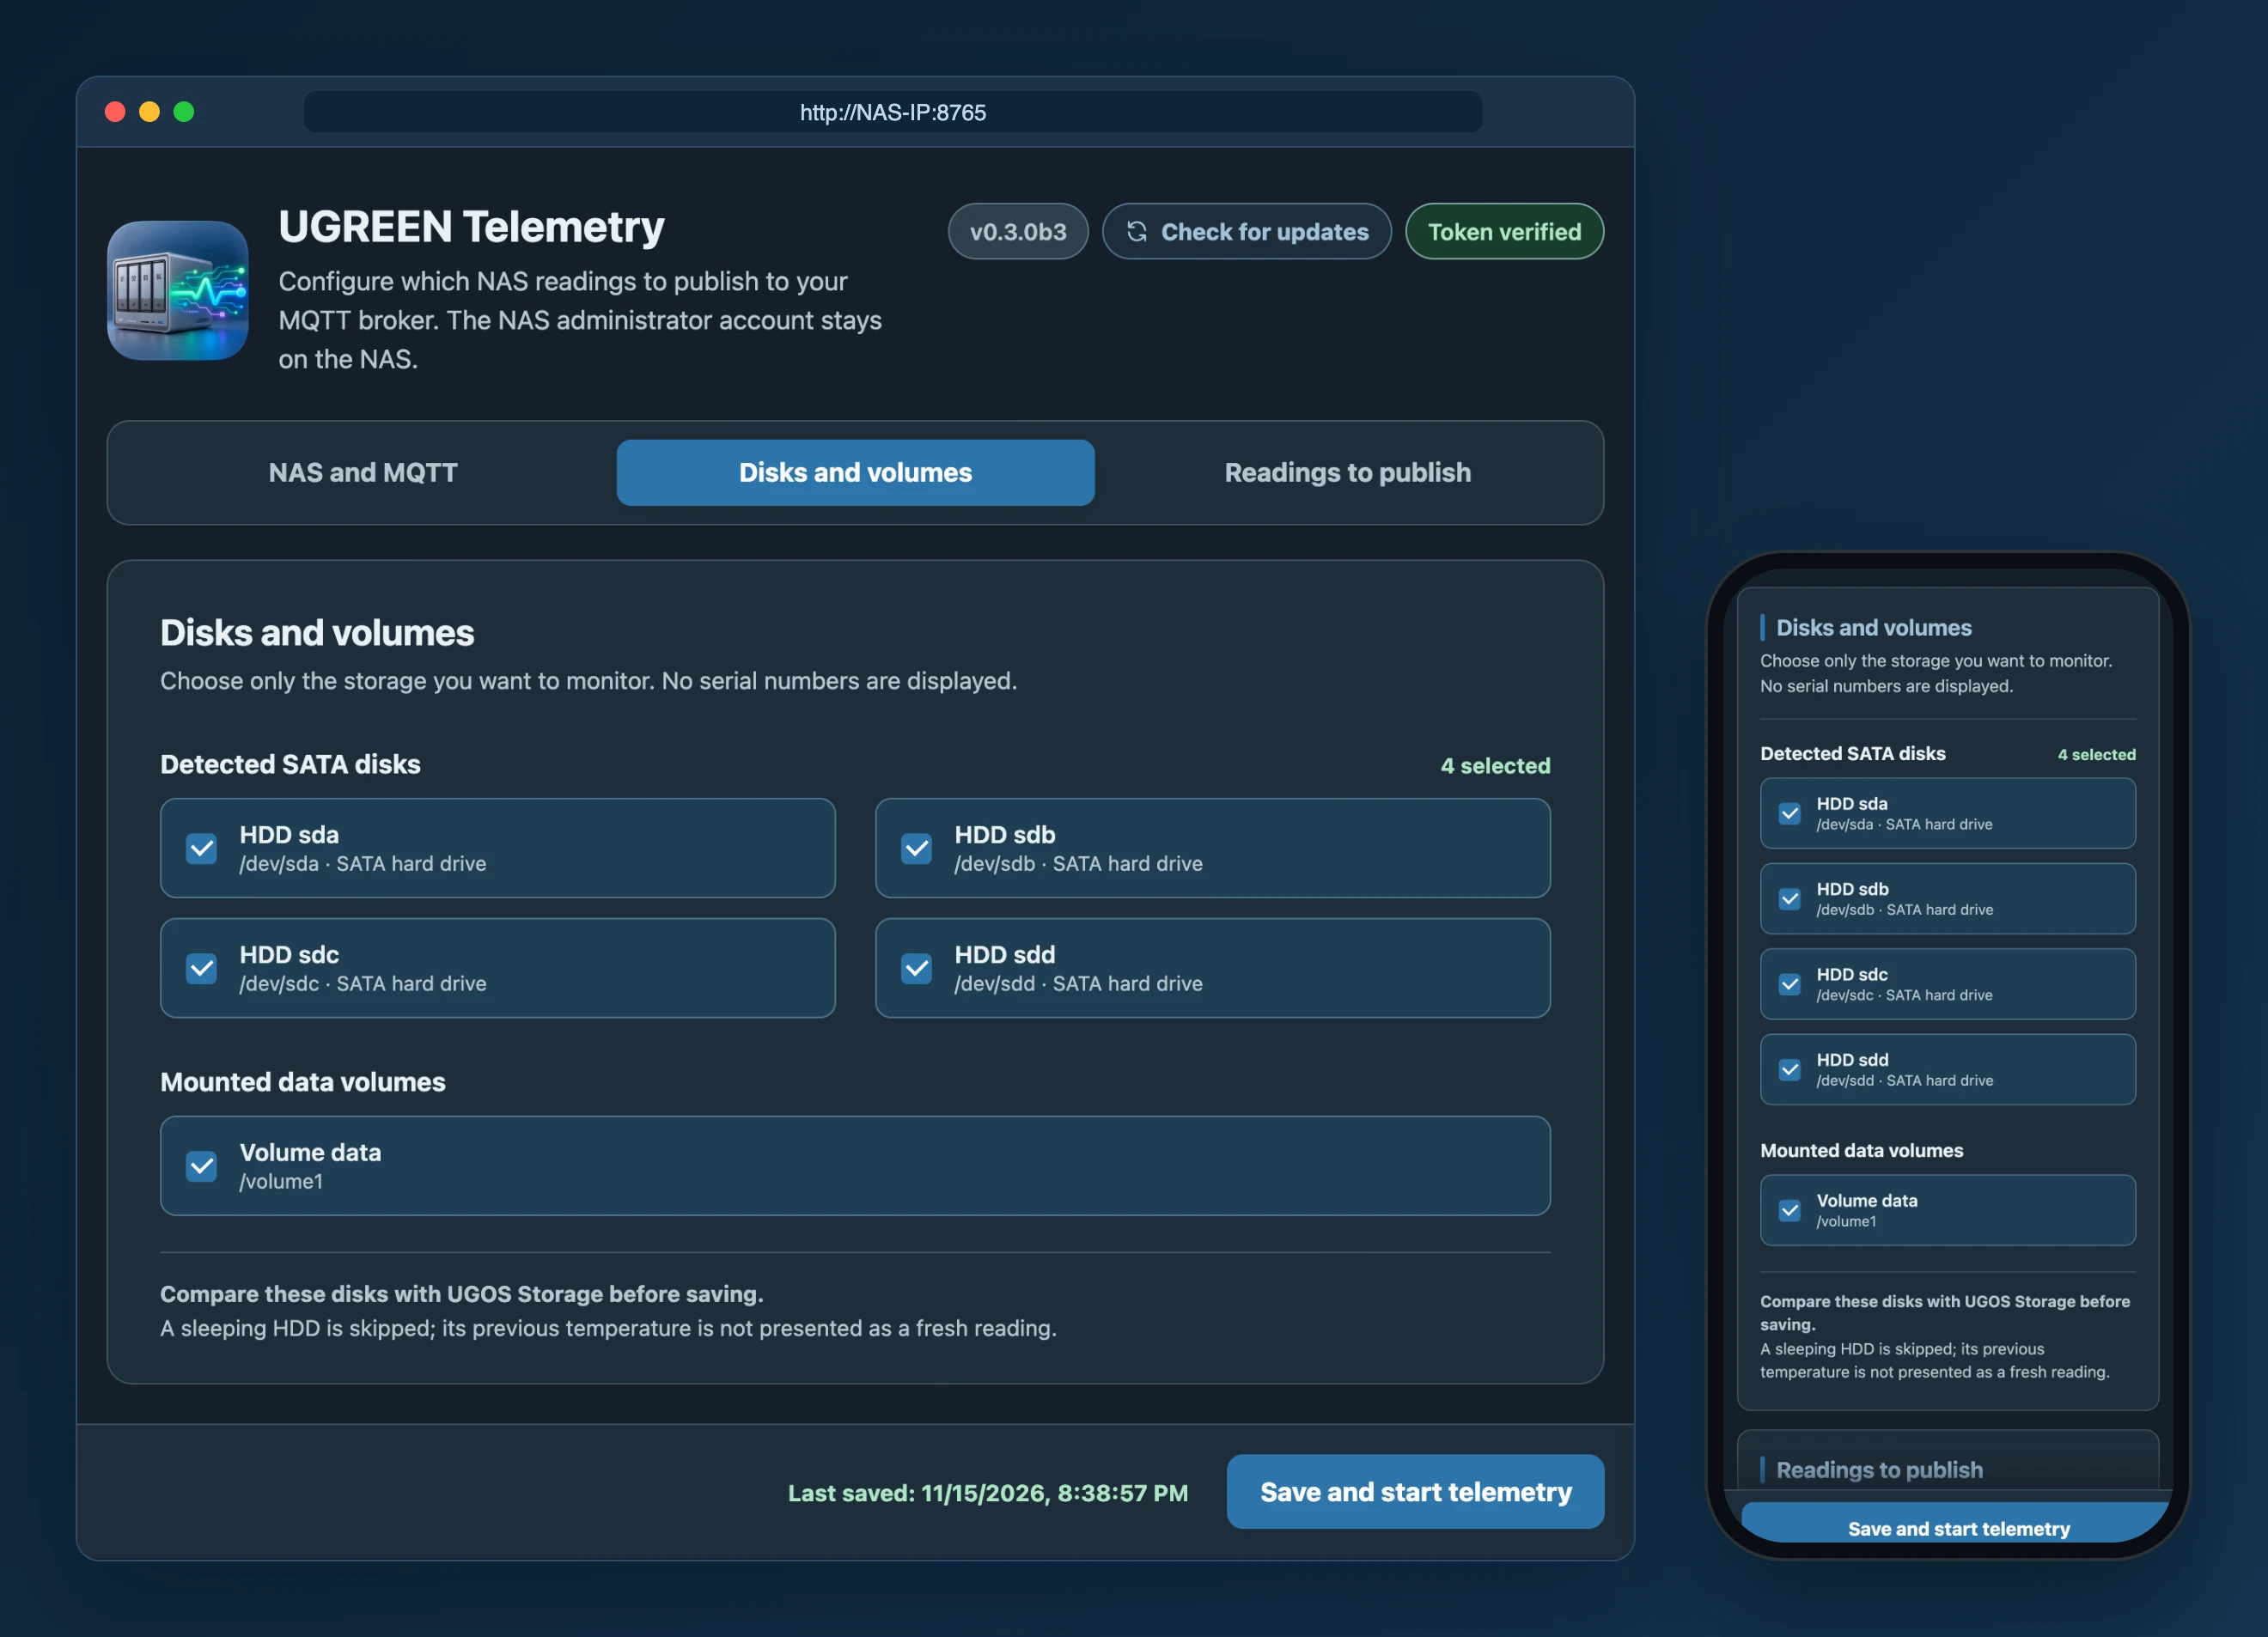 http://NAS-IP:8765
UGREEN Telemetry
Configure which NAS readings to publish to your
MQTT broker. The NAS administrator account stays
on the NAS.
v0.3.0b3
Check for updates
Token verified
NAS and MQTT
Disks and volumes
Readings to publish
Disks and volumes
Choose only the storage you want to monitor. No serial numbers are displayed.
Detected SATA disks
4 selected
HDD sda
/dev/sda · SATA hard drive
HDD sdb
/dev/sdb · SATA hard drive
HDD sdc
/dev/sdc · SATA hard drive
HDD sdd
/dev/sdd · SATA hard drive
Mounted data volumes
Volume data
/volume1
Compare these disks with UGOS Storage before saving.
A sleeping HDD is skipped; its previous temperature is not presented as a fresh reading.
Last saved: 11/15/2026, 8:38:57 PM
Save and start telemetry
Disks and volumes
Choose only the storage you want to monitor.
No serial numbers are displayed.
Detected SATA disks
4 selected
HDD sda
/dev/sda · SATA hard drive
HDD sdb
/dev/sdb · SATA hard drive
HDD sdc
/dev/sdc · SATA hard drive
HDD sdd
/dev/sdd · SATA hard drive
Mounted data volumes
Volume data
/volume1
Compare these disks with UGOS Storage before
saving.
A sleeping HDD is skipped; its previous
temperature is not presented as a fresh reading.
Readings to publish
Save and start telemetry